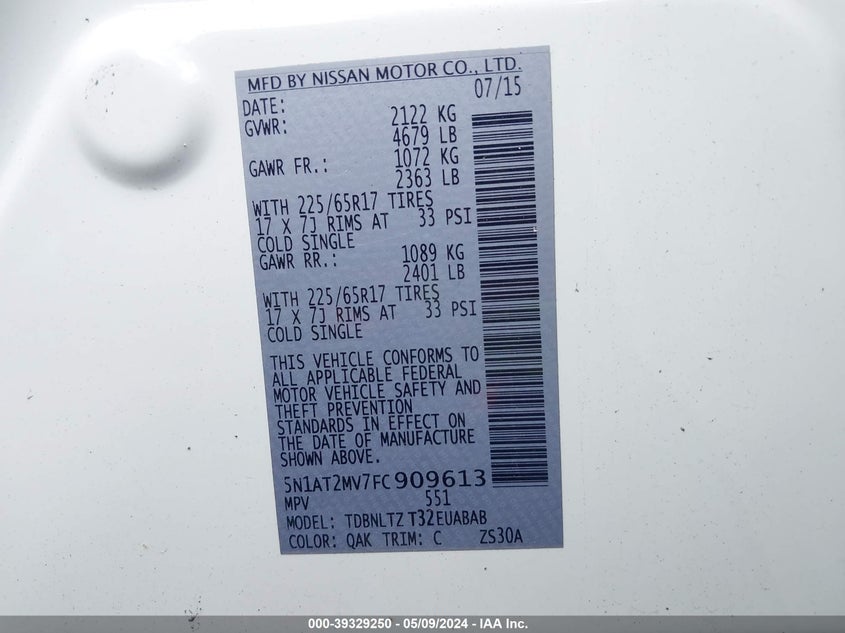 MFD BY NISSAN MOTOR CO., LTD.
DATE: 07/15
GVWR: 2122 KG
4679 LB
GAWR FR.: 1072 KG
2363 LB
WITH 225/65R17 TIRES
17 X 7J RIMS AT 33 PSI
COLD SINGLE
GAWR RR.: 1089 KG
2401 LB
WITH 225/65R17 TIRES
17 X 7J RIMS AT 33 PSI
COLD SINGLE
THIS VEHICLE CONFORMS TO
ALL APPLICABLE FEDERAL
MOTOR VEHICLE SAFETY AND
THEFT PREVENTION
STANDARDS IN EFFECT ON
THE DATE OF MANUFACTURE
SHOWN ABOVE.
5N1AT2MV7FC909613
MPV 551
MODEL: TDBNLTZ T32EUABAB
COLOR: QAK TRIM: C ZS30A
000-39329250 - 05/09/2024 - IAA Inc.